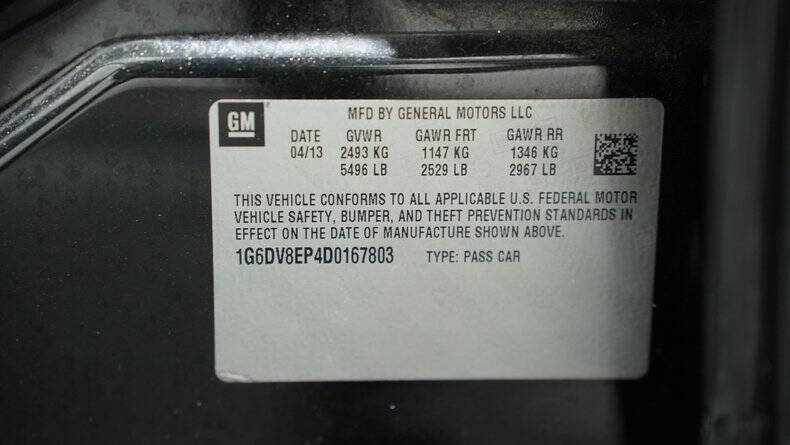 GM
MFD BY GENERAL MOTORS LLC
DATE GVWR GAWR FRT GAWR RR
04/13 2493 KG 1147 KG 1346 KG
5496 LB 2529 LB 2967 LB
THIS VEHICLE CONFORMS TO ALL APPLICABLE U.S. FEDERAL MOTOR
VEHICLE SAFETY, BUMPER, AND THEFT PREVENTION STANDARDS IN
EFFECT ON THE DATE OF MANUFACTURE SHOWN ABOVE.
1G6DV8EP4D0167803 TYPE: PASS CAR